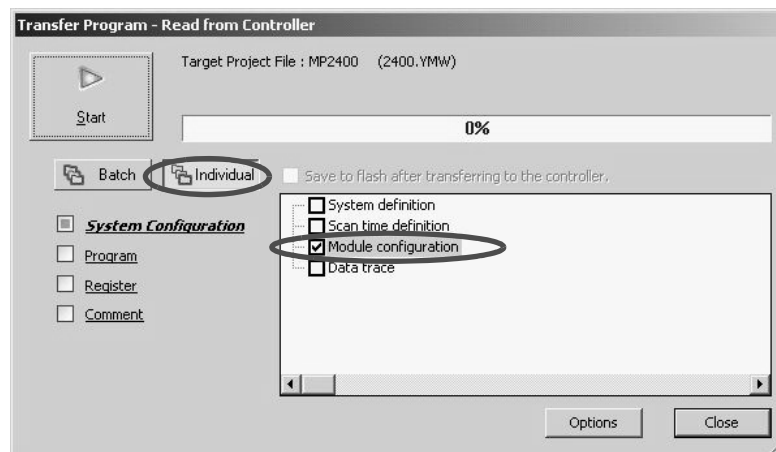 Transfer Program - Read from Controller
Target Project File : MP2400 (2400.YMW)
Start
0%
Batch
Individual
Save to flash after transferring to the controller.
System Configuration
Program
Register
Comment
System definition
Scan time definition
Module configuration
Data trace
Options
Close